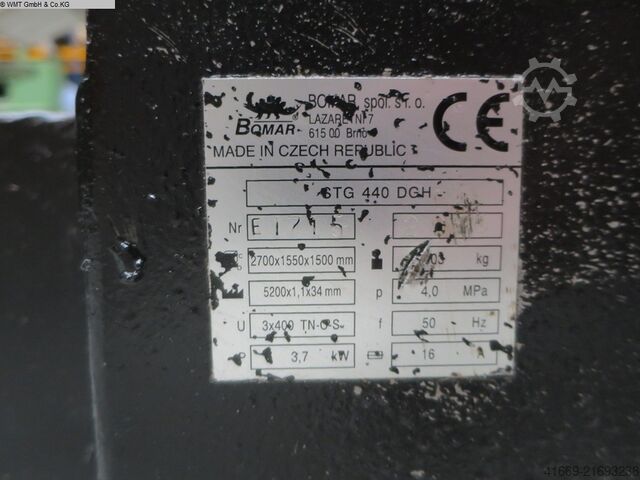 © WMT GmbH & Co.KG
BOMAR, spol. s r. o.
LAZARETNÍ 7
BOMAR
615 00 Brno
CE
MADE IN CZECH REPUBLIC
STG 440 DGH
Nr
2700x1550x1500 mm
kg
5200x1,1x34 mm
p 4,0 MPa
U 3x400 TN-C-S
f 50 Hz
P 3,7 kW
16 A
41669-21693238